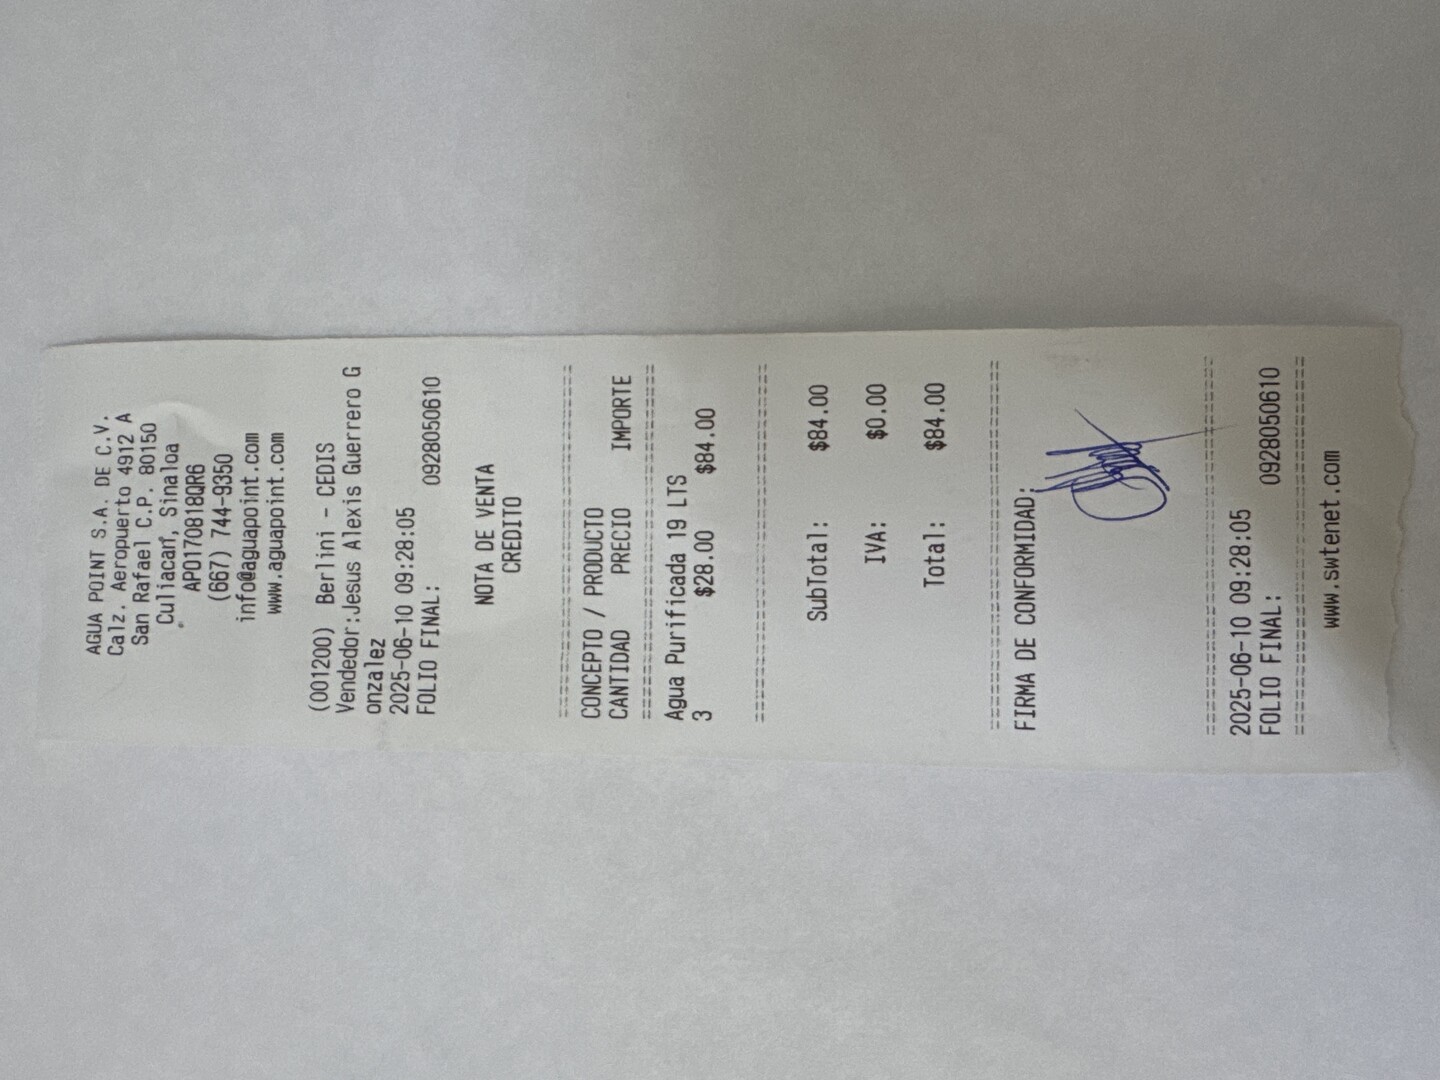 AGUA POINT S.A. DE C.V.
Calz. Aeropuerto 4912 A
San Rafael C.P. 80150
Culiacan, Sinaloa
APO170818QR6
(667) 744-9350
info@aguapoint.com
www.aguapoint.com
(001200) Berlini - CEDIS
Vendedor:Jesus Alexis Guerrero G
onzalez
2025-06-10 09:28:05
FOLIO FINAL: 0928050610
NOTA DE VENTA
CREDITO
================================
CONCEPTO / PRODUCTO
CANTIDAD PRECIO IMPORTE
================================
Agua Purificada 19 LTS
3 $28.00 $84.00
================================
SubTotal: $84.00
IVA: $0.00
Total: $84.00
================================
FIRMA DE CONFORMIDAD:
================================
2025-06-10 09:28:05
FOLIO FINAL: 0928050610
================================
www.swtenet.com